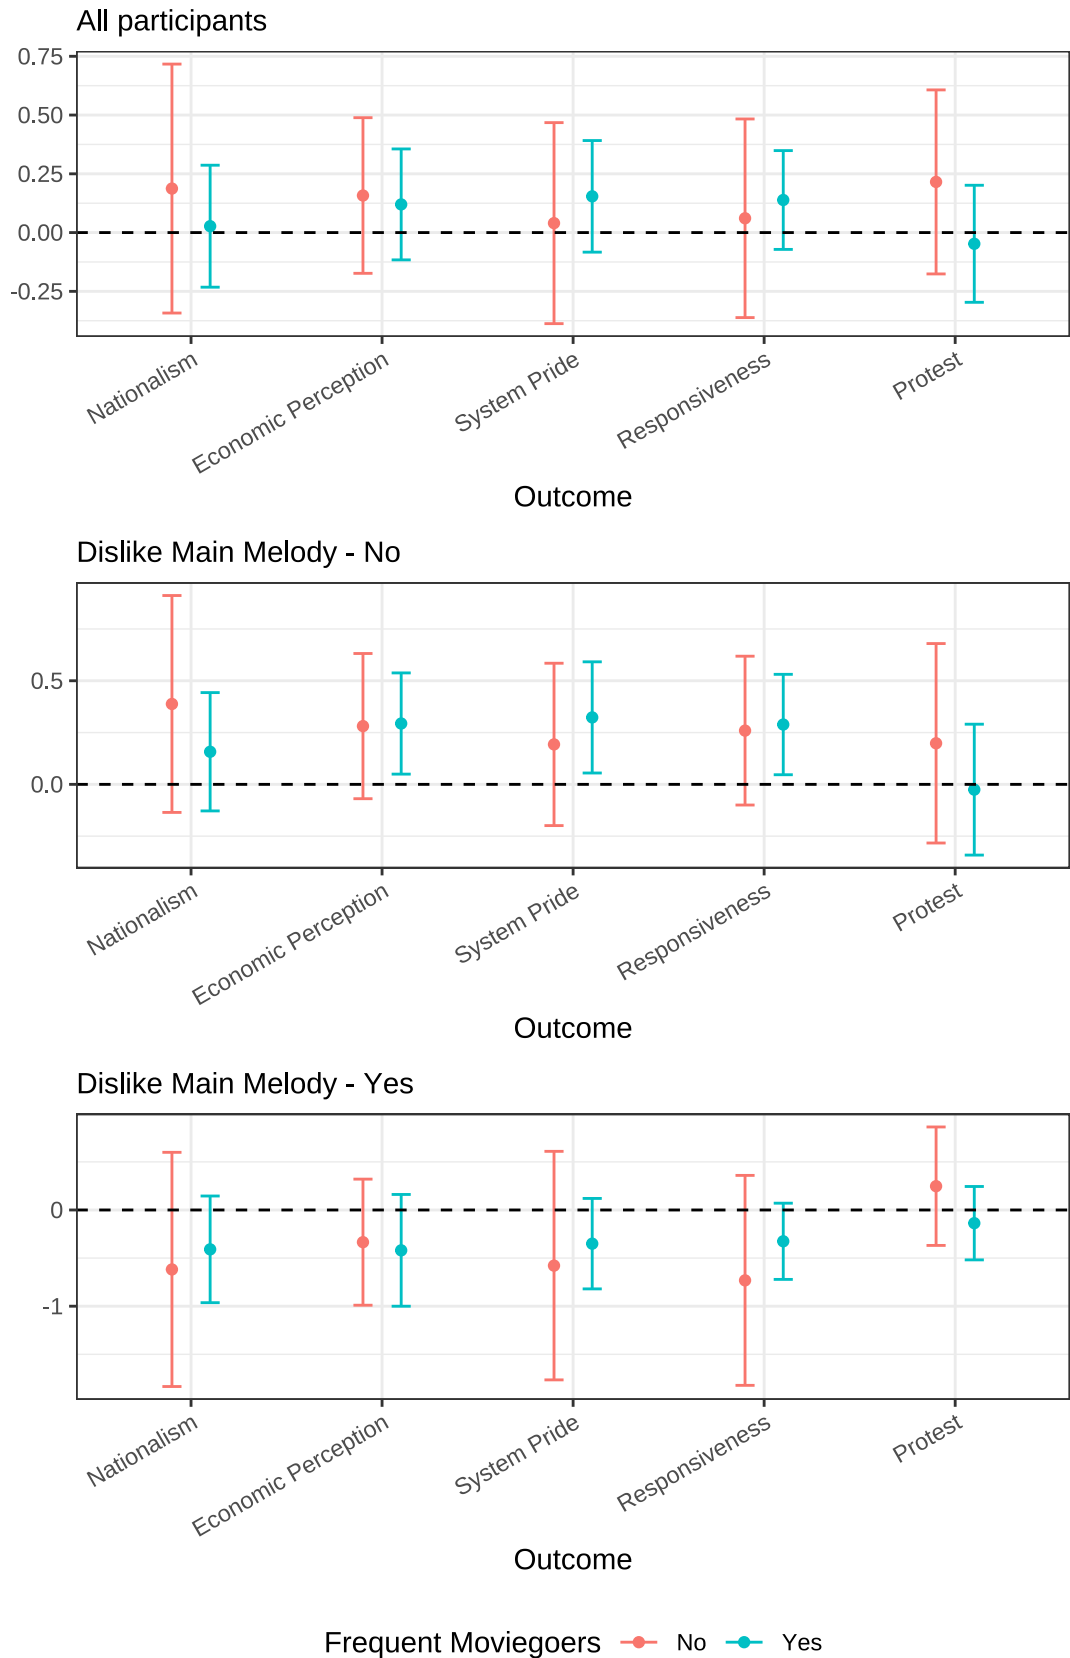 All participants
0.75
0.50
0.25
0.00
-0.25
Nationalism
Economic Perception
System Pride
Responsiveness
Protest
Outcome
Dislike Main Melody - No
0.5
0.0
Nationalism
Economic Perception
System Pride
Responsiveness
Protest
Outcome
Dislike Main Melody - Yes
0
-1
Nationalism
Economic Perception
System Pride
Responsiveness
Protest
Outcome
Frequent Moviegoers No Yes